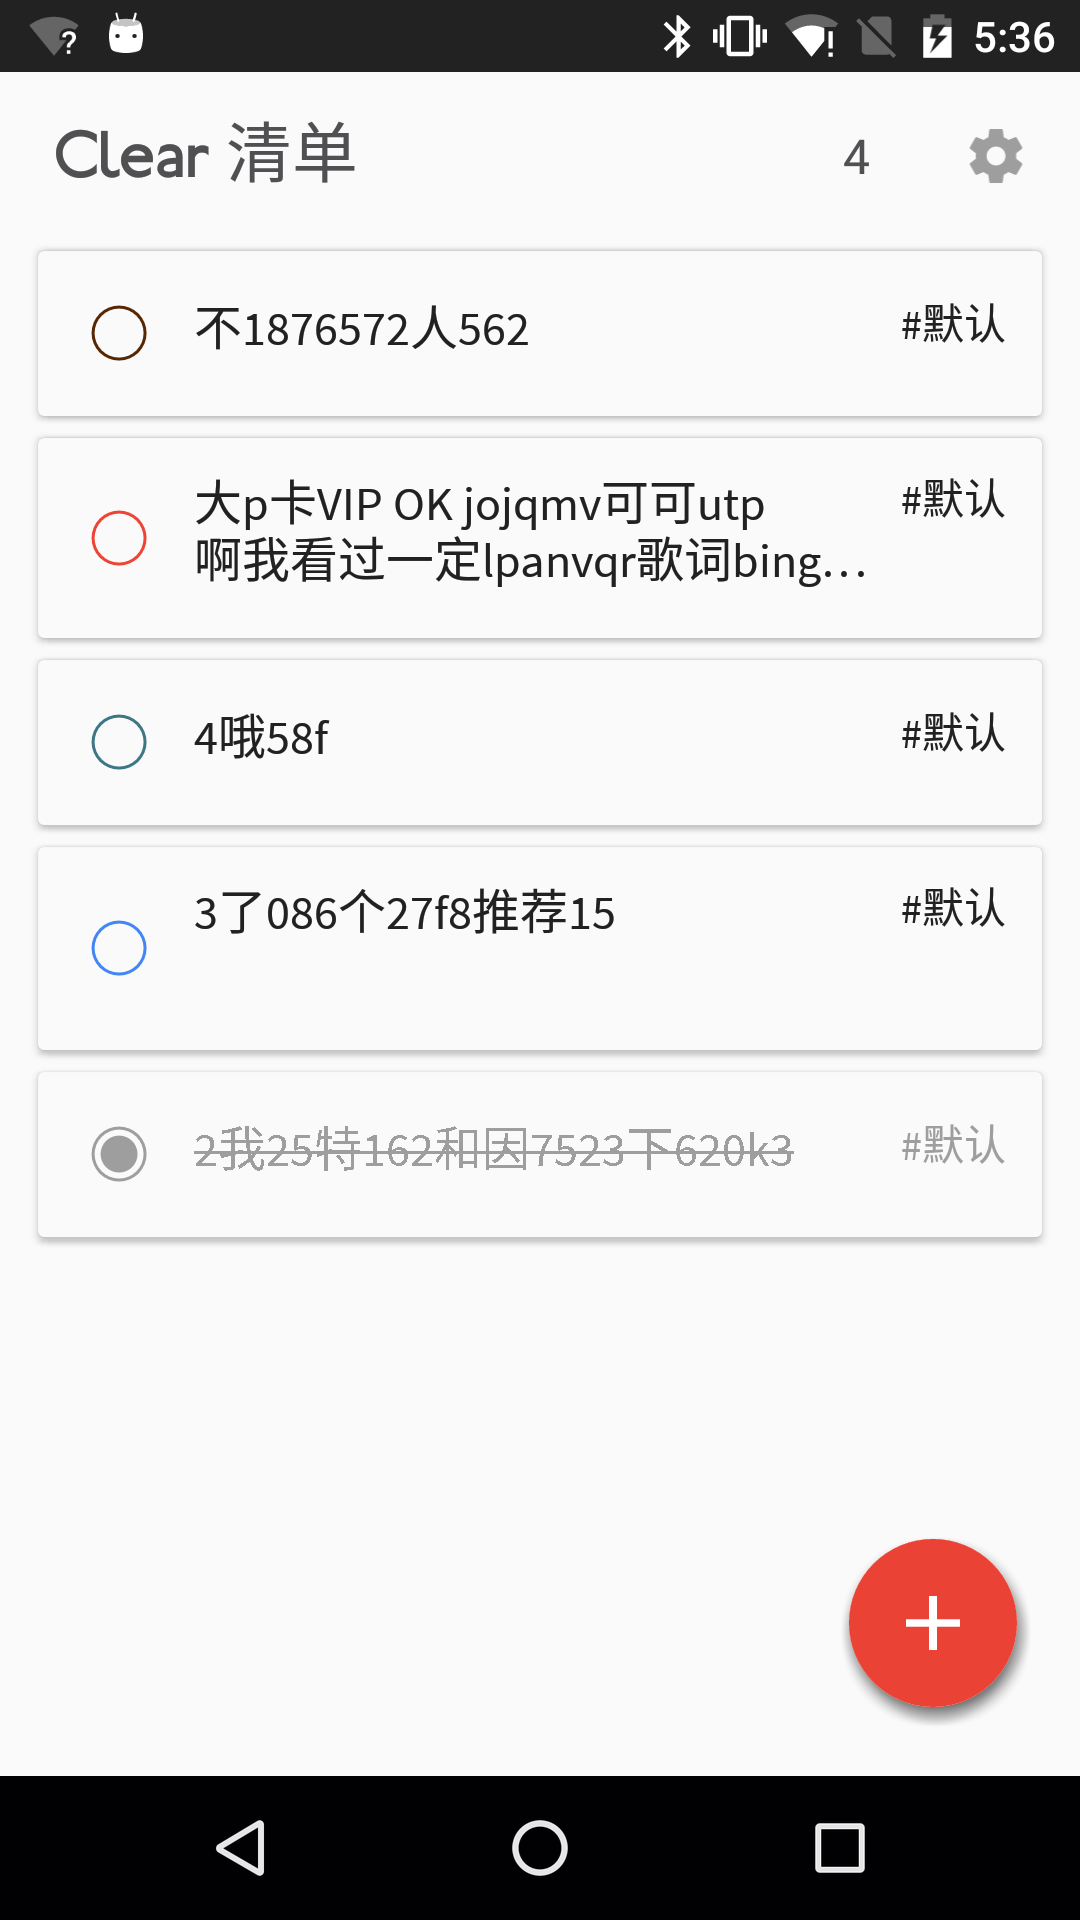 5:36
Clear 清单
4
不1876572人562
#默认
大p卡VIP OK jojqmv可可utp
#默认
啊我看过一定lpanvqr歌词bing…
4哦58f
#默认
3了086个27f8推荐15
#默认
2我25特162和因7523下620k3
#默认